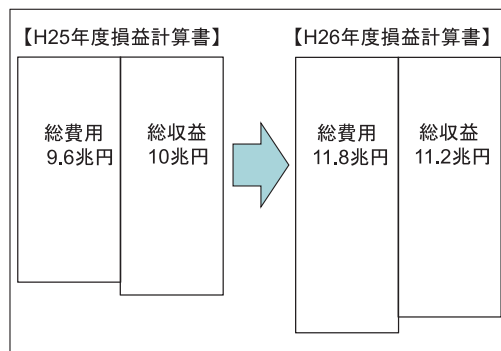 【H25年度損益計算書】
総費用
9.6兆円
総収益
10兆円
【H26年度損益計算書】
総費用
11.8兆円
総収益
11.2兆円